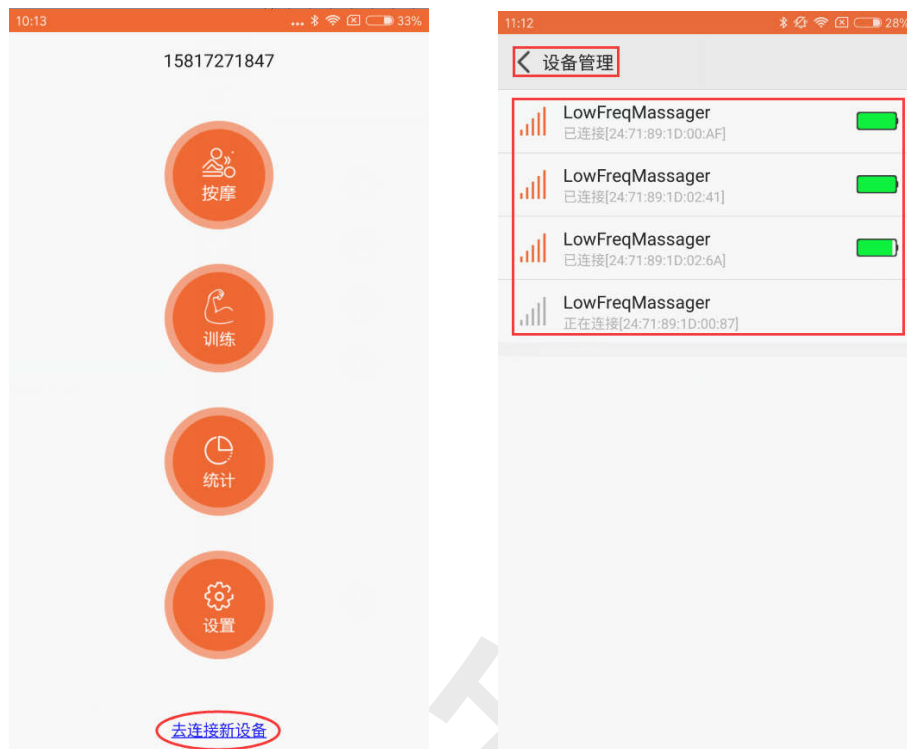 10:13
... 33%
15817271847
按摩
训练
统计
设置
去连接新设备
11:12
28%
设备管理
LowFreqMassager
已连接[24:71:89:1D:00:AF]
LowFreqMassager
已连接[24:71:89:1D:02:41]
LowFreqMassager
已连接[24:71:89:1D:02:6A]
LowFreqMassager
正在连接[24:71:89:1D:00:87]